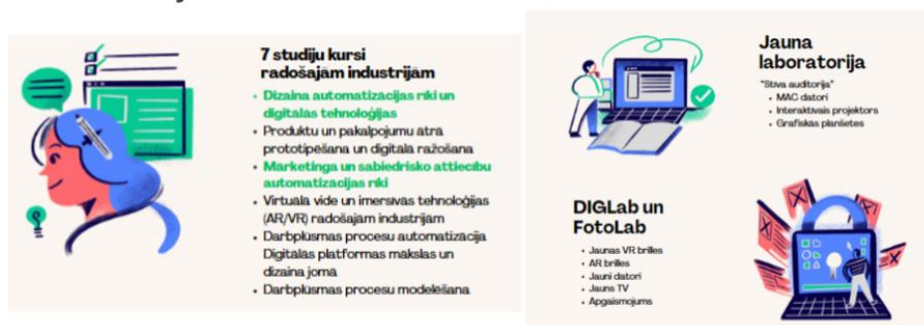 7 studiju kursi
radošajām industrijām
Dizaina automatizācijas rīki un
digitālās tehnoloģijas
Produktu un pakalpojumu ātrā
prototipēšana un digitālā ražošana
Mārketinga un sabiedrisko attiecību
automatizācijas rīki
Virtuālā vide un imersīvās tehnoloģijas
(AR/VR) radošajām industrijām
Darbplūsmas procesu automatizācija
Digitālās platformas mākslas un
dizaina jomā
Darbplūsmas procesu modelēšana
Jauna
laboratorija
"Stīva auditorija"
MAC datori
Interaktīvais projektors
Grafiskās planšetes
DIGLab un
FotoLab
Jaunas VR brilles
AR brilles
Jauni datori
Jauns TV
Apgaismojums